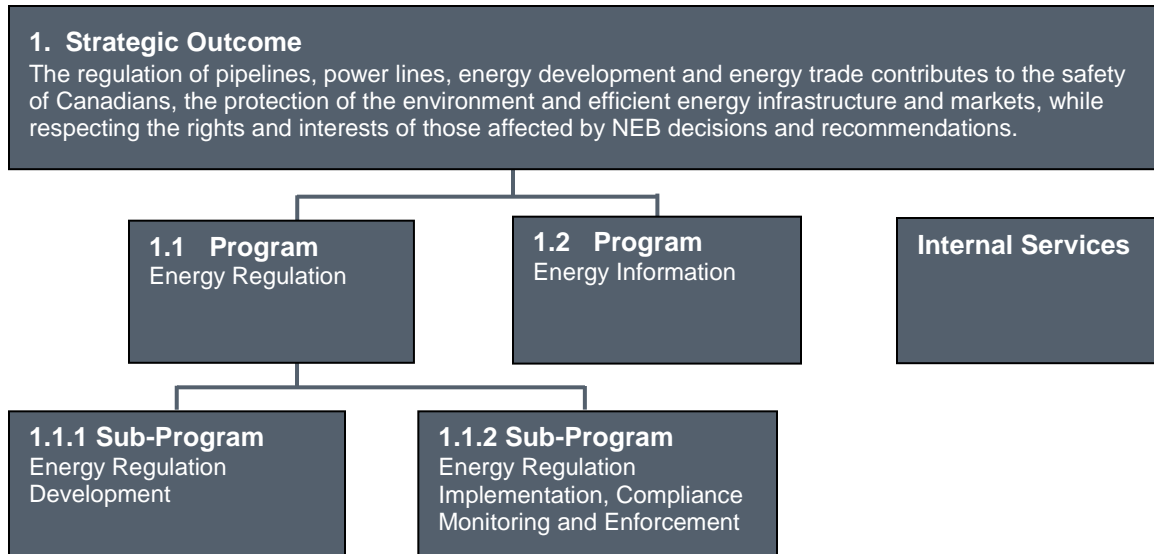 1. Strategic Outcome
The regulation of pipelines, power lines, energy development and energy trade contributes to the safety
of Canadians, the protection of the environment and efficient energy infrastructure and markets, while
respecting the rights and interests of those affected by NEB decisions and recommendations.
1.1 Program
Energy Regulation
1.2 Program
Energy Information
Internal Services
1.1.1 Sub-Program
Energy Regulation
Development
1.1.2 Sub-Program
Energy Regulation
Implementation, Compliance
Monitoring and Enforcement